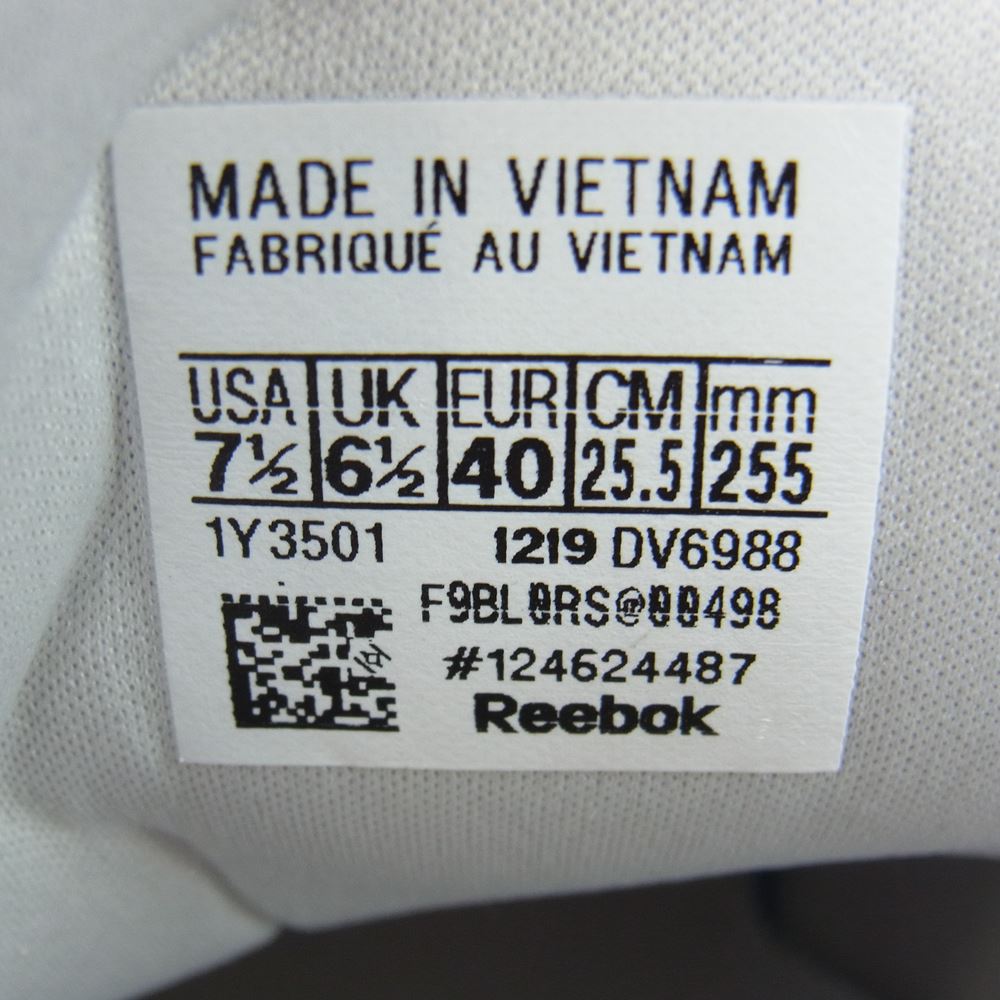 MADE IN VIETNAM
FABRIQUÉ AU VIETNAM
USA UK EUR CM mm
7½ 6½ 40 25.5 255
1Y3501 1219 DV6988
F9BL0RS@00498
#124624487
Reebok